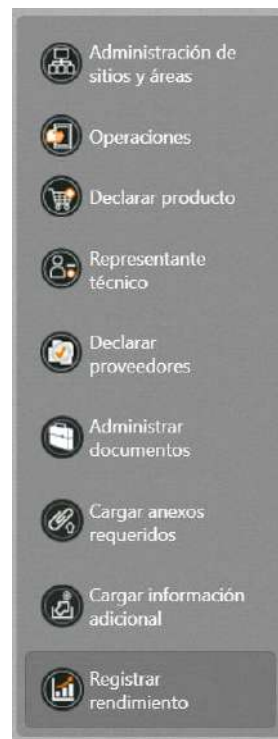 Administración de
sitios y áreas
Operaciones
Declarar producto
Representante
técnico
Declarar
proveedores
Administrar
documentos
Cargar anexos
requeridos
Cargar información
adicional
Registrar
rendimiento